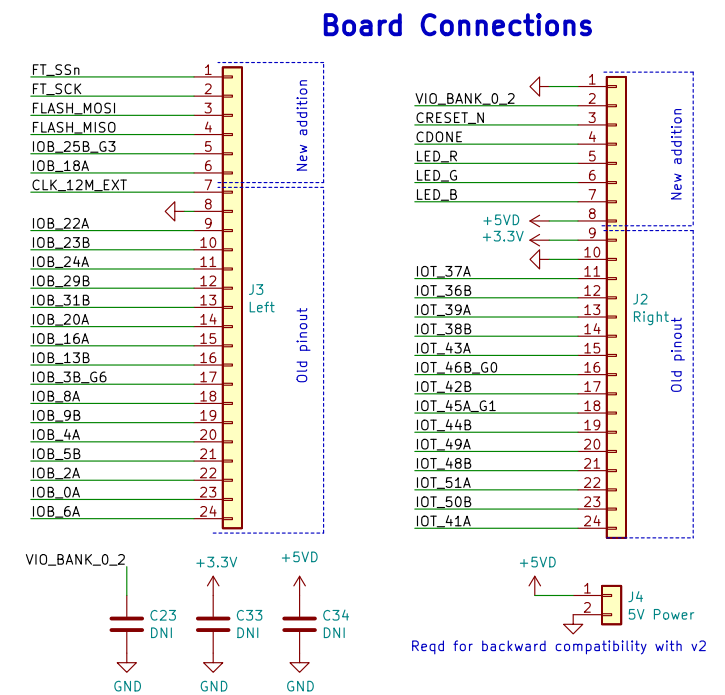 Board Connections
FT_SSn 1
FT_SCK 2
FLASH_MOSI 3
FLASH_MISO 4
IOB_25B_G3 5
IOB_18A 6
CLK_12M_EXT 7
8
IOB_22A 9
IOB_23B 10
IOB_24A 11
IOB_29B 12
IOB_31B 13
IOB_20A 14
IOB_16A 15
IOB_13B 16
IOB_3B_G6 17
IOB_8A 18
IOB_9B 19
IOB_4A 20
IOB_5B 21
IOB_2A 22
IOB_0A 23
IOB_6A 24
J3
Left
New addition
Old pinout
1
VIO_BANK_0_2 2
CRESET_N 3
CDONE 4
LED_R 5
LED_G 6
LED_B 7
+5VD 8
+3.3V 9
10
IOT_37A 11
IOT_36B 12
IOT_39A 13
IOT_38B 14
IOT_43A 15
IOT_46B_G0 16
IOT_42B 17
IOT_45A_G1 18
IOT_44B 19
IOT_49A 20
IOT_48B 21
IOT_51A 22
IOT_50B 23
IOT_41A 24
J2
Right
New addition
Old pinout
VIO_BANK_0_2
C23
DNI
GND
+3.3V
C33
DNI
GND
+5VD
C34
DNI
GND
+5VD
1
2
J4
5V Power
Reqd for backward compatibility with v2